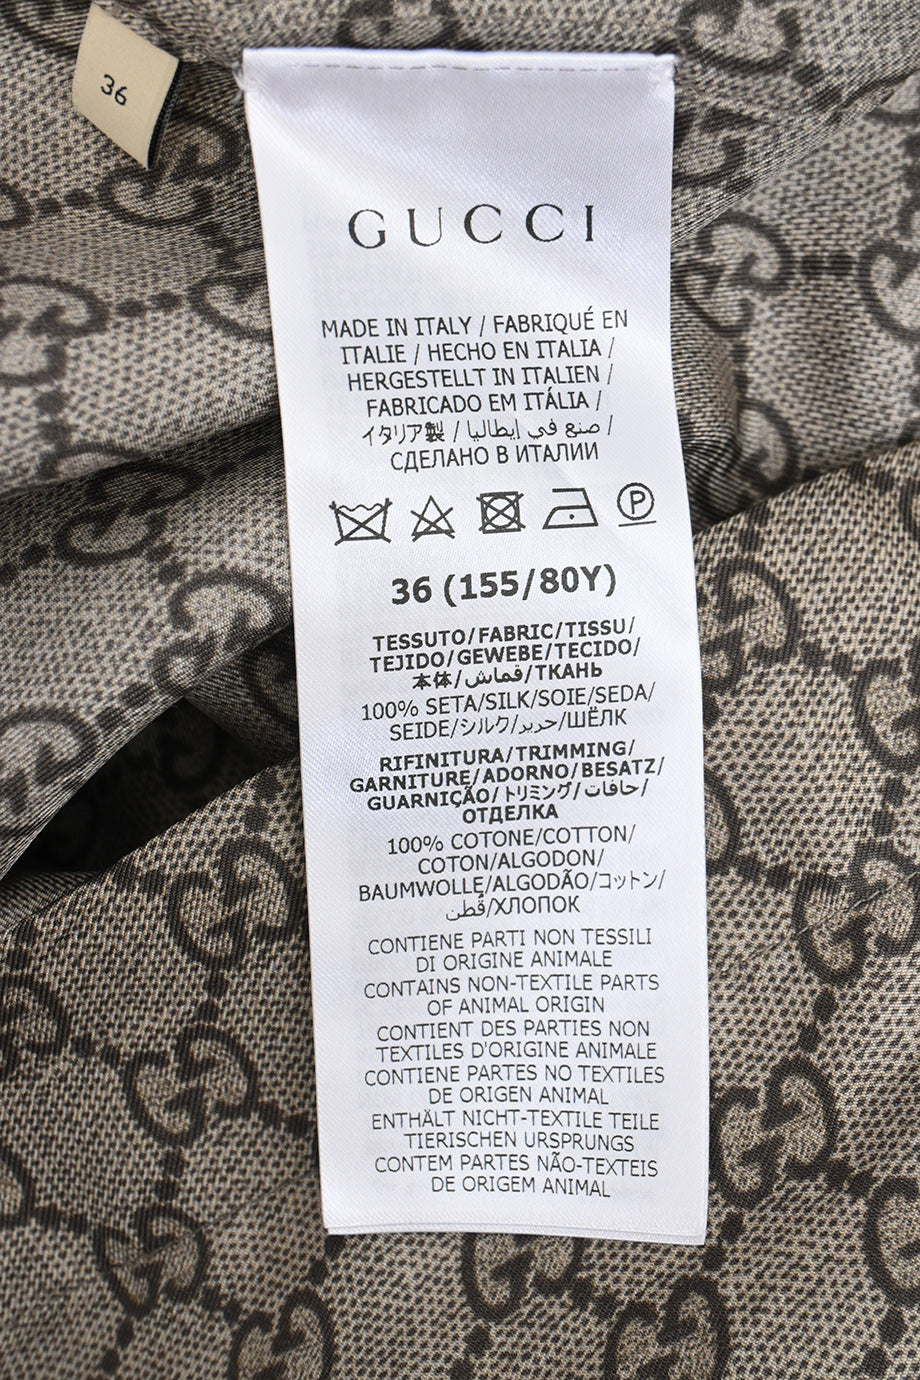 36
GUCCI
MADE IN ITALY / FABRIQUÉ EN
ITALIE / HECHO EN ITALIA /
HERGESTELLT IN ITALIEN /
FABRICADO EM ITÁLIA /
イタリア製 / صنع في إيطاليا /
СДЕЛАНО В ИТАЛИИ
P
36 (155/80Y)
TESSUTO/FABRIC/TISSU/
TEJIDO/GEWEBE/TECIDO/
本体/قماش/ТКАНЬ
100% SETA/SILK/SOIE/SEDA/
SEIDE/シルク/حرير/ШЁЛК
RIFINITURA/TRIMMING/
GARNITURE/ADORNO/BESATZ/
GUARNIÇÃO/トリミング/حافات/
ОТДЕЛКА
100% COTONE/COTTON/
COTON/ALGODON/
BAUMWOLLE/ALGODÃO/コットン/
قُطن/ХЛОПОК
CONTIENE PARTI NON TESSILI
DI ORIGINE ANIMALE
CONTAINS NON-TEXTILE PARTS
OF ANIMAL ORIGIN
CONTIENT DES PARTIES NON
TEXTILES D'ORIGINE ANIMALE
CONTIENE PARTES NO TEXTILES
DE ORIGEN ANIMAL
ENTHÄLT NICHT-TEXTILE TEILE
TIERISCHEN URSPRUNGS
CONTEM PARTES NÃO-TEXTEIS
DE ORIGEM ANIMAL